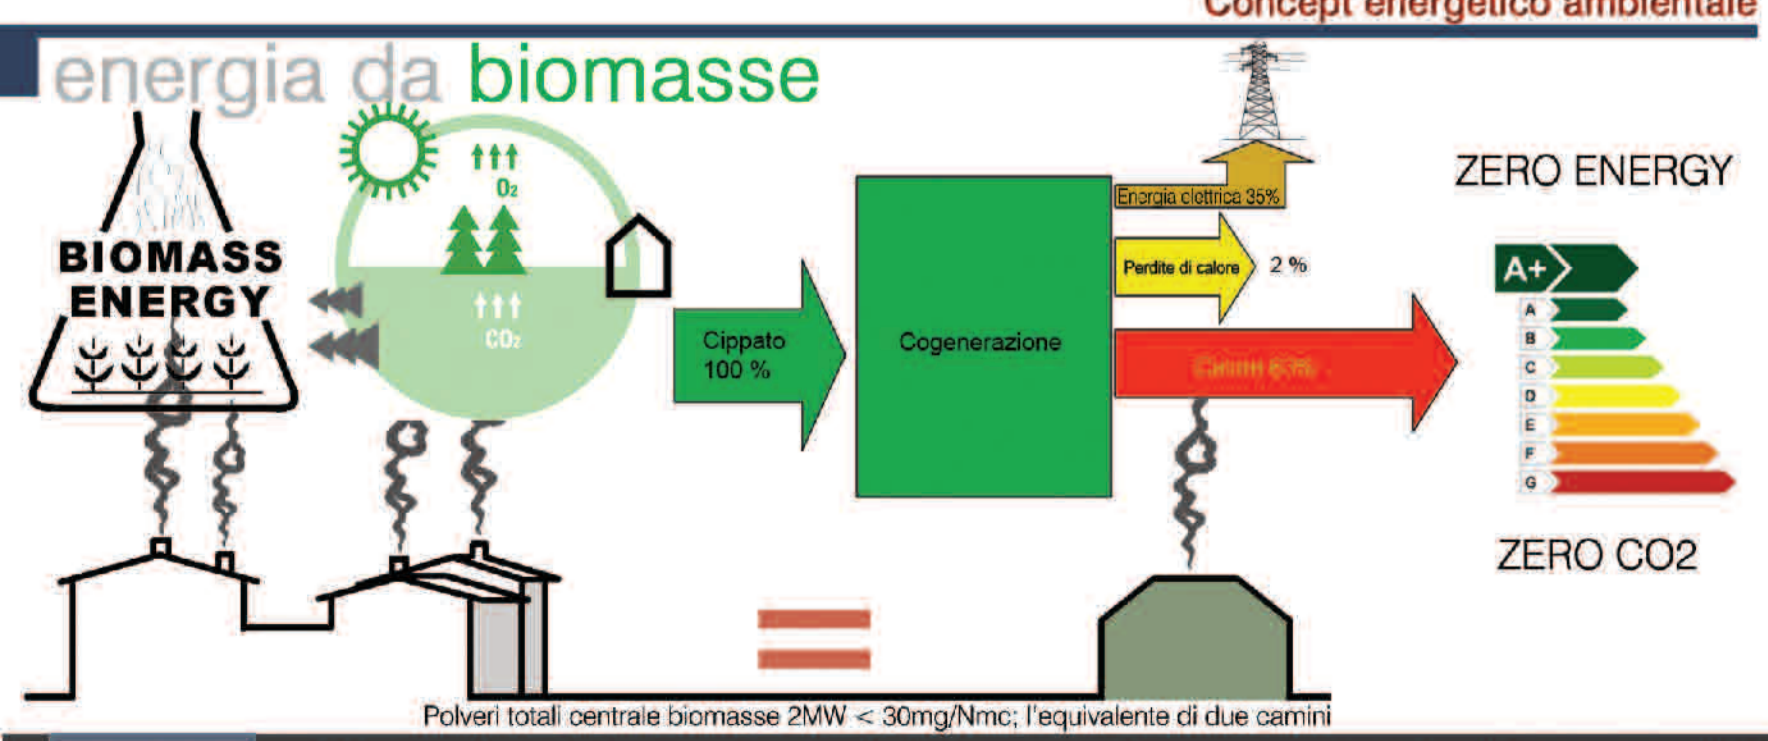 Concept energetico ambientale
energia da biomasse
BIOMASS
ENERGY
O2
CO2
Cippato
100 %
Cogenerazione
Energia elettrica 35%
Perdite di calore
2 %
ZERO ENERGY
A+
A
B
C
D
E
F
G
ZERO CO2
Polveri totali centrale biomasse 2MW < 30mg/Nmc; l'equivalente di due camini